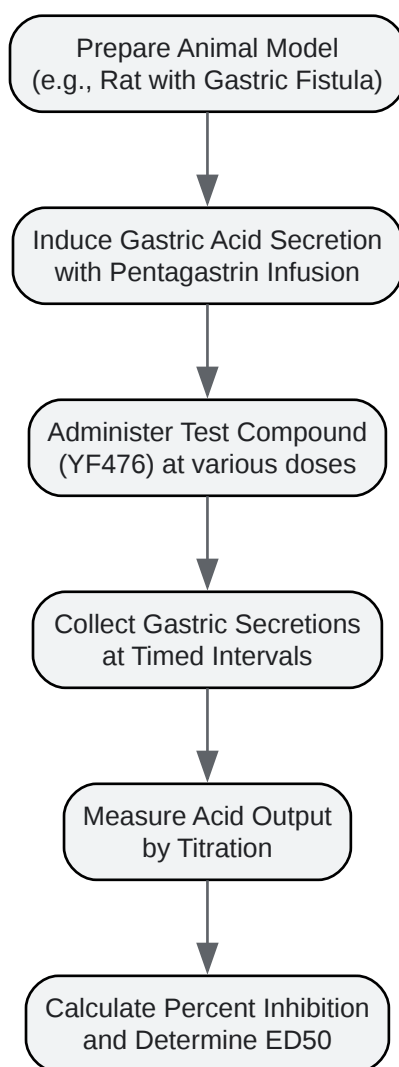 Prepare Animal Model
(e.g., Rat with Gastric Fistula)
Induce Gastric Acid Secretion
with Pentagastrin Infusion
Administer Test Compound
(YF476) at various doses
Collect Gastric Secretions
at Timed Intervals
Measure Acid Output
by Titration
Calculate Percent Inhibition
and Determine ED50